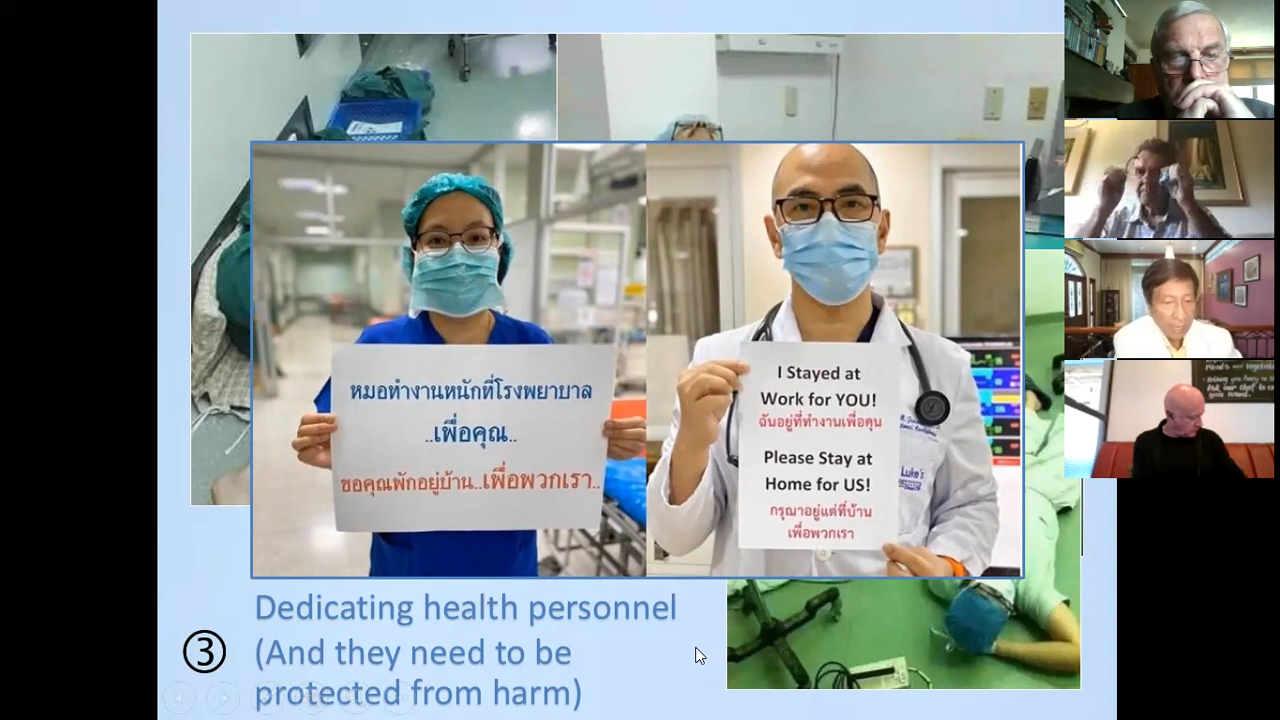 หมอทำงานหนักที่โรงพยาบาล
..เพื่อคุณ..
ขอคุณพักอยู่บ้าน..เพื่อพวกเรา..
I Stayed at
Work for YOU!
ฉันอยู่ที่ทำงานเพื่อคุน
Please Stay at
Home for US!
กรุณาอยู่แต่ที่บ้าน
เพื่อพวกเรา
Luke's
③
Dedicating health personnel
(And they need to be
protected from harm)